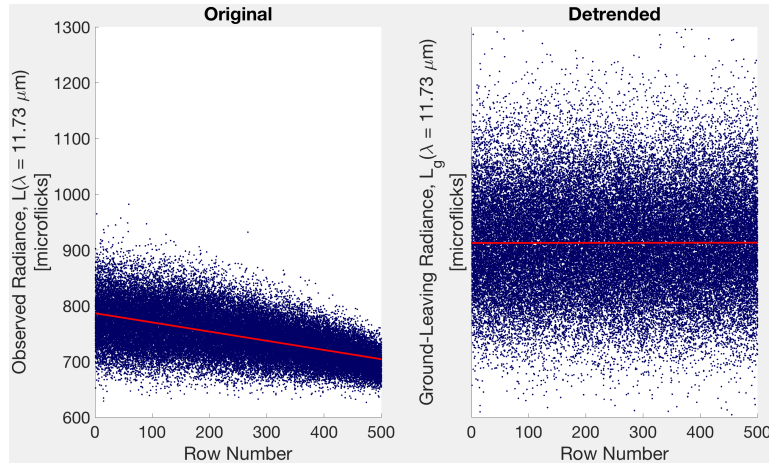 Original
Observed Radiance, L(λ = 11.73 μm)
[microflicks]
1300
1200
1100
1000
900
800
700
600
0 100 200 300 400 500
Row Number
Detrended
Ground-Leaving Radiance, Lg(λ = 11.73 μm)
[microflicks]
0 100 200 300 400 500
Row Number